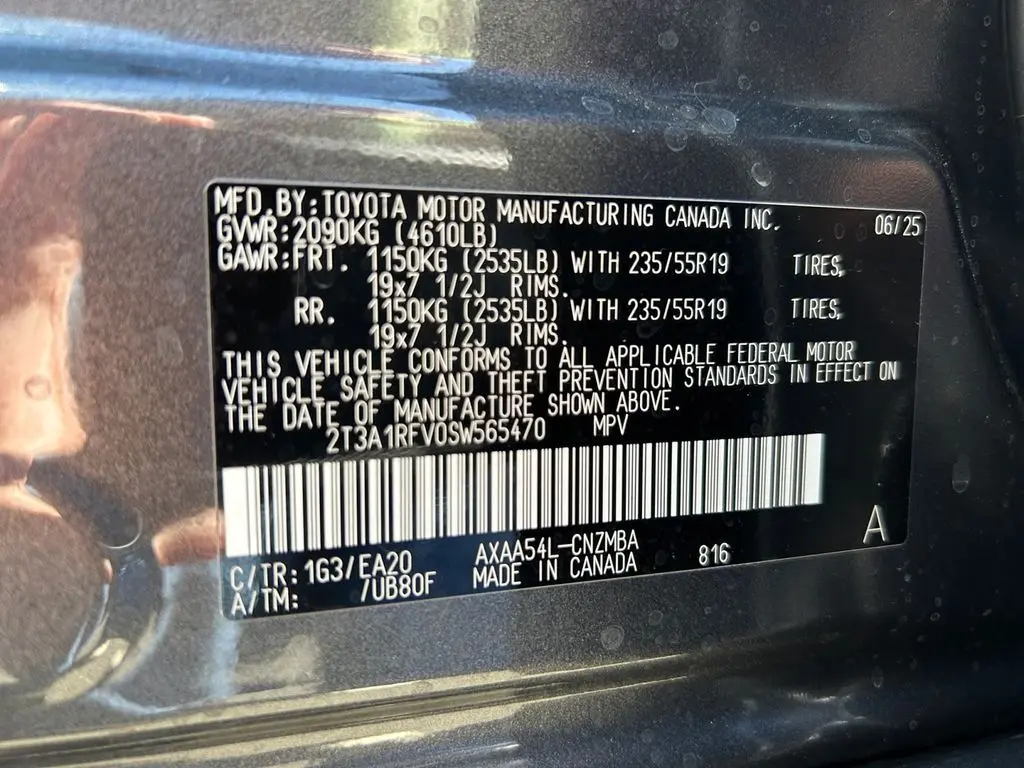 MFD.BY:TOYOTA MOTOR MANUFACTURING CANADA INC. 06/25
GVWR:2090KG (4610LB)
GAWR:FRT. 1150KG (2535LB) WITH 235/55R19 TIRES,
19x7 1/2J RIMS.
RR. 1150KG (2535LB) WITH 235/55R19 TIRES,
19x7 1/2J RIMS.
THIS VEHICLE CONFORMS TO ALL APPLICABLE FEDERAL MOTOR
VEHICLE SAFETY AND THEFT PREVENTION STANDARDS IN EFFECT ON
THE DATE OF MANUFACTURE SHOWN ABOVE.
2T3A1RFV0SW565470 MPV
A
C/TR: 1G3/EA20 AXAA54L-CNZMBA 816
A/TM: /UB80F MADE IN CANADA